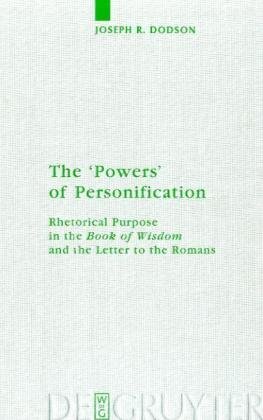 JOSEPH R. DODSON
The ‘Powers’
of Personification
Rhetorical Purpose
in the Book of Wisdom
and the Letter to the Romans
W
DE
G
DE GRUYTER